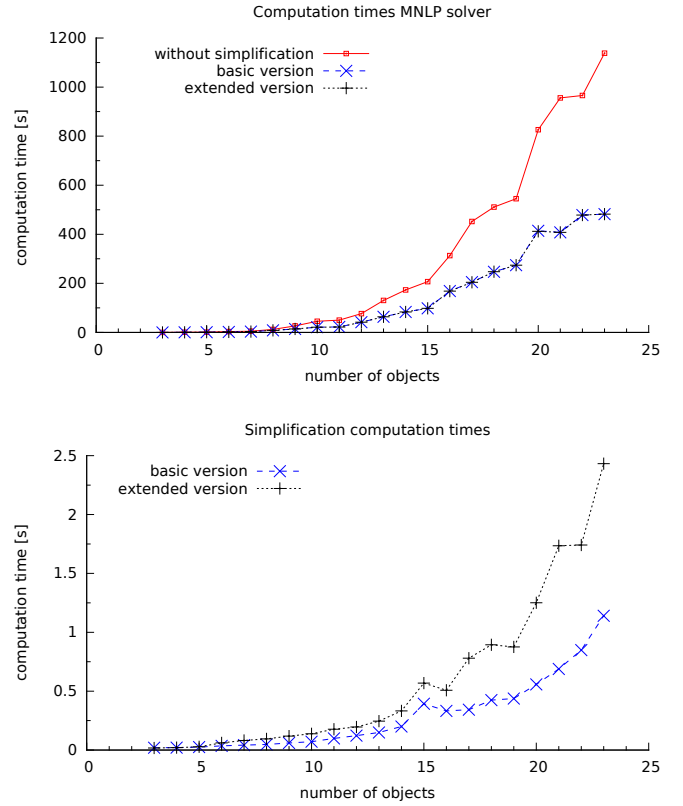 Computation times MNLP solver
1200
1000
800
600
400
200
0
computation time [s]
without simplification
basic version
extended version
0
5
10
15
20
25
number of objects
Simplification computation times
2.5
2
1.5
1
0.5
0
computation time [s]
basic version
extended version
0
5
10
15
20
25
number of objects